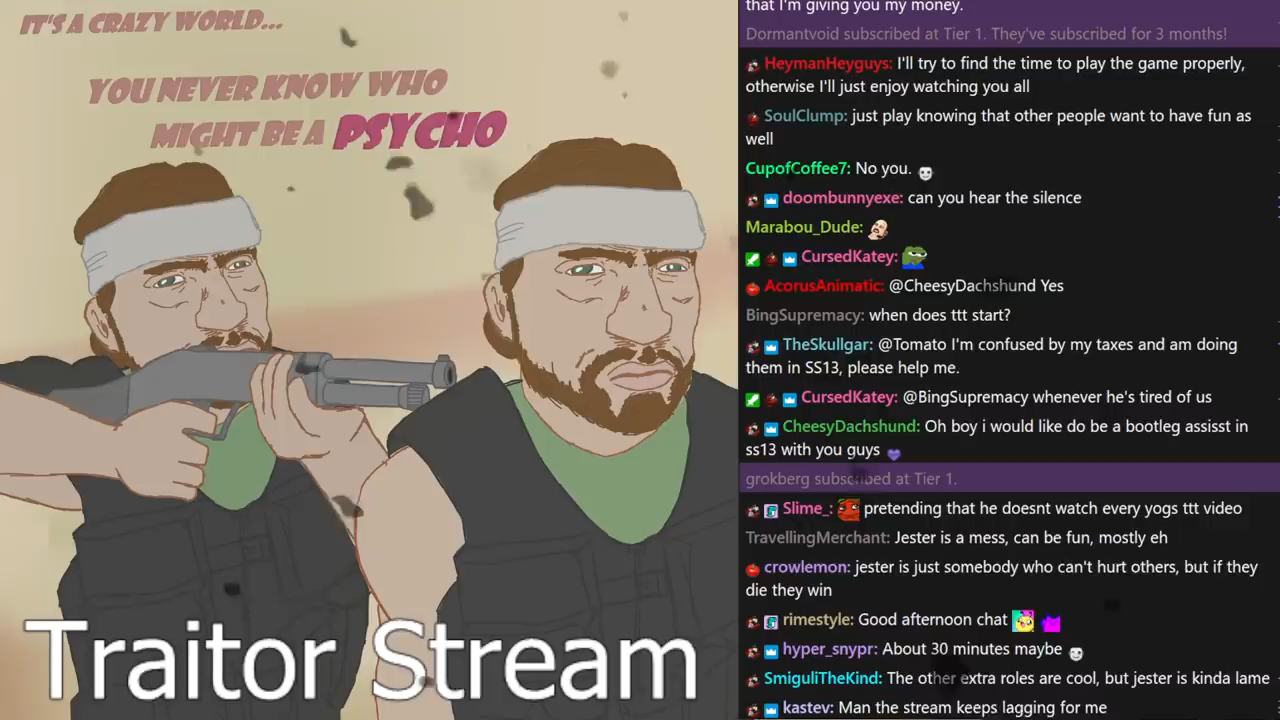 IT'S A CRAZY WORLD...
YOU NEVER KNOW WHO
MIGHT BE A PSYCHO
Traitor Stream
that I'm giving you my money.
Dormantvoid subscribed at Tier 1. They've subscribed for 3 months!
HeymanHeyguys: I'll try to find the time to play the game properly,
otherwise I'll just enjoy watching you all
SoulClump: just play knowing that other people want to have fun as
well
CupofCoffee7: No you.
doombunnyexe: can you hear the silence
Marabou_Dude:
CursedKatey:
AcorusAnimatic: @CheesyDachshund Yes
BingSupremacy: when does ttt start?
TheSkullgar: @Tomato I'm confused by my taxes and am doing
them in SS13, please help me.
CursedKatey: @BingSupremacy whenever he's tired of us
CheesyDachshund: Oh boy i would like do be a bootleg assisst in
ss13 with you guys
grokberg subscribed at Tier 1.
Slime_: pretending that he doesnt watch every yogs ttt video
TravellingMerchant: Jester is a mess, can be fun, mostly eh
crowlemon: jester is just somebody who can't hurt others, but if they
die they win
rimestyle: Good afternoon chat
hyper_snypr: About 30 minutes maybe
SmiguliTheKind: The other extra roles are cool, but jester is kinda lame
kastev: Man the stream keeps lagging for me